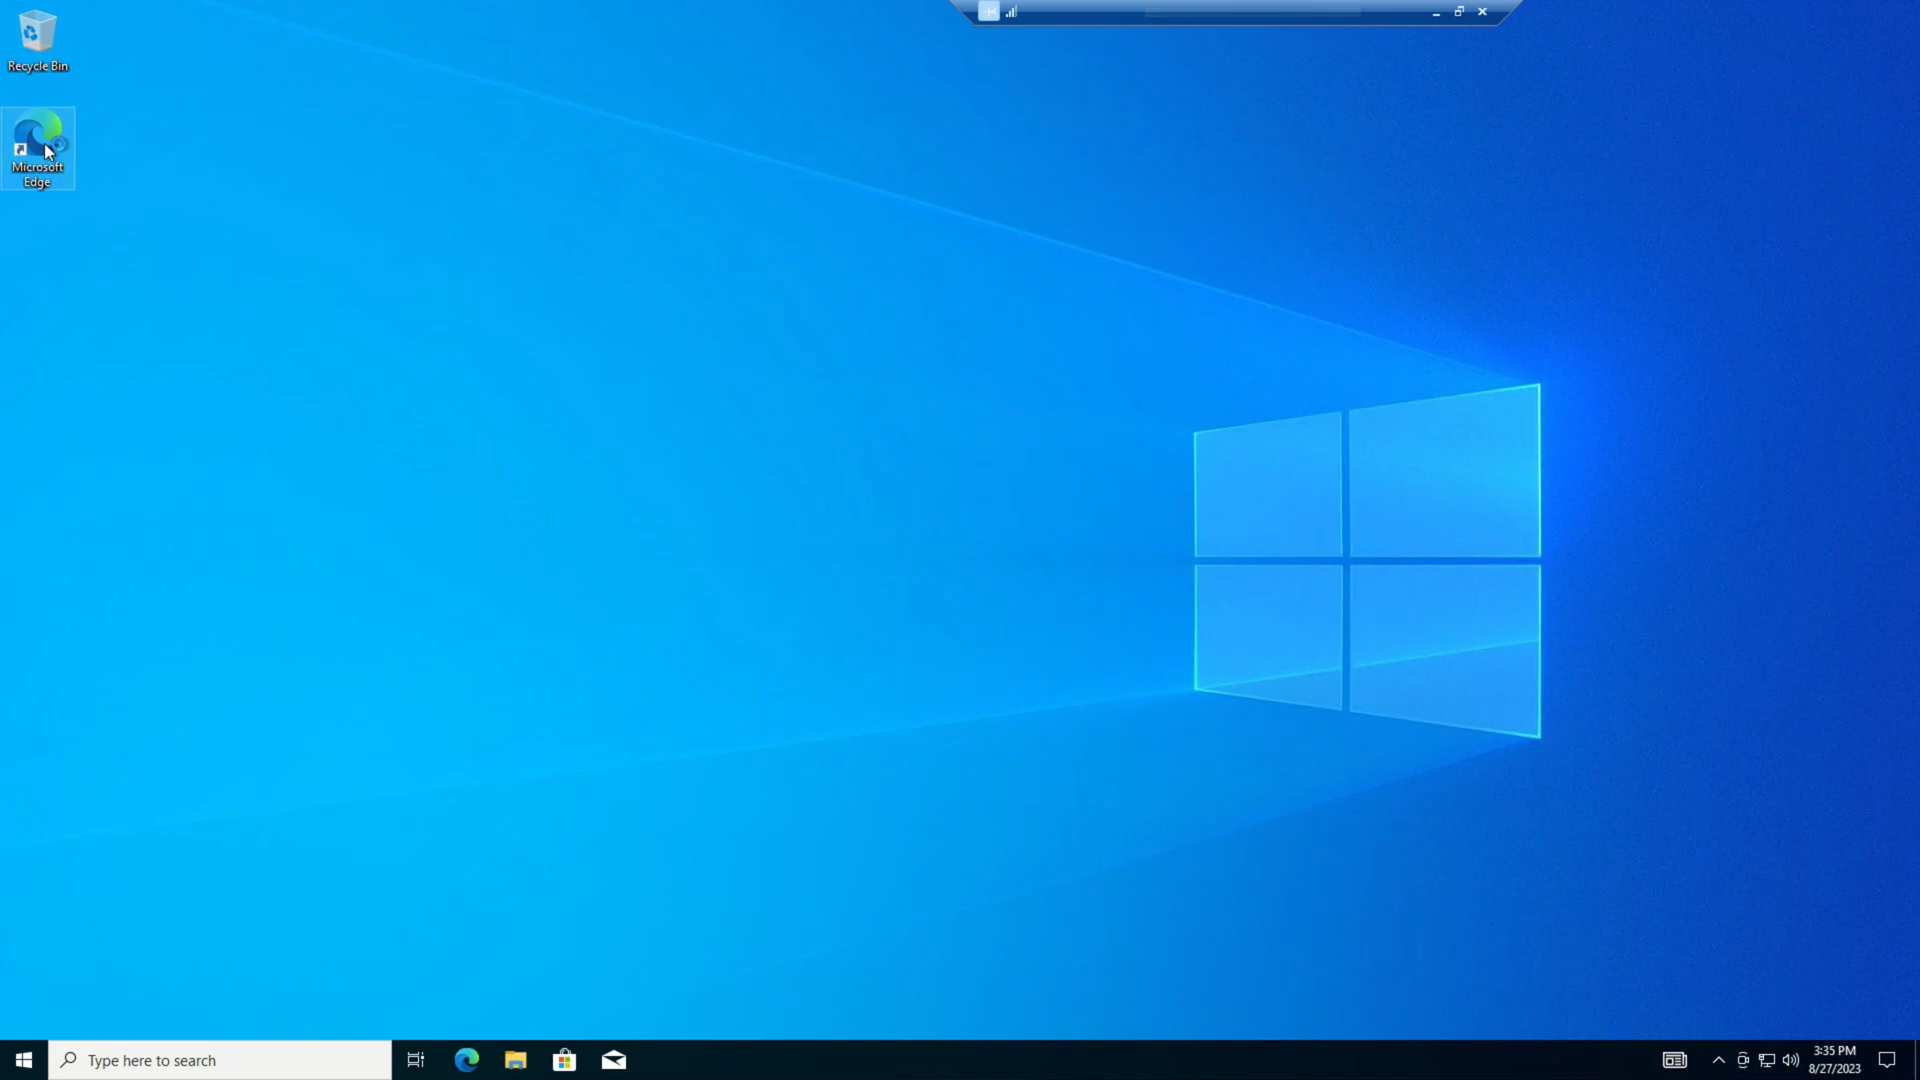 Recycle Bin
Microsoft
Edge
Type here to search
3:35 PM
8/27/2023